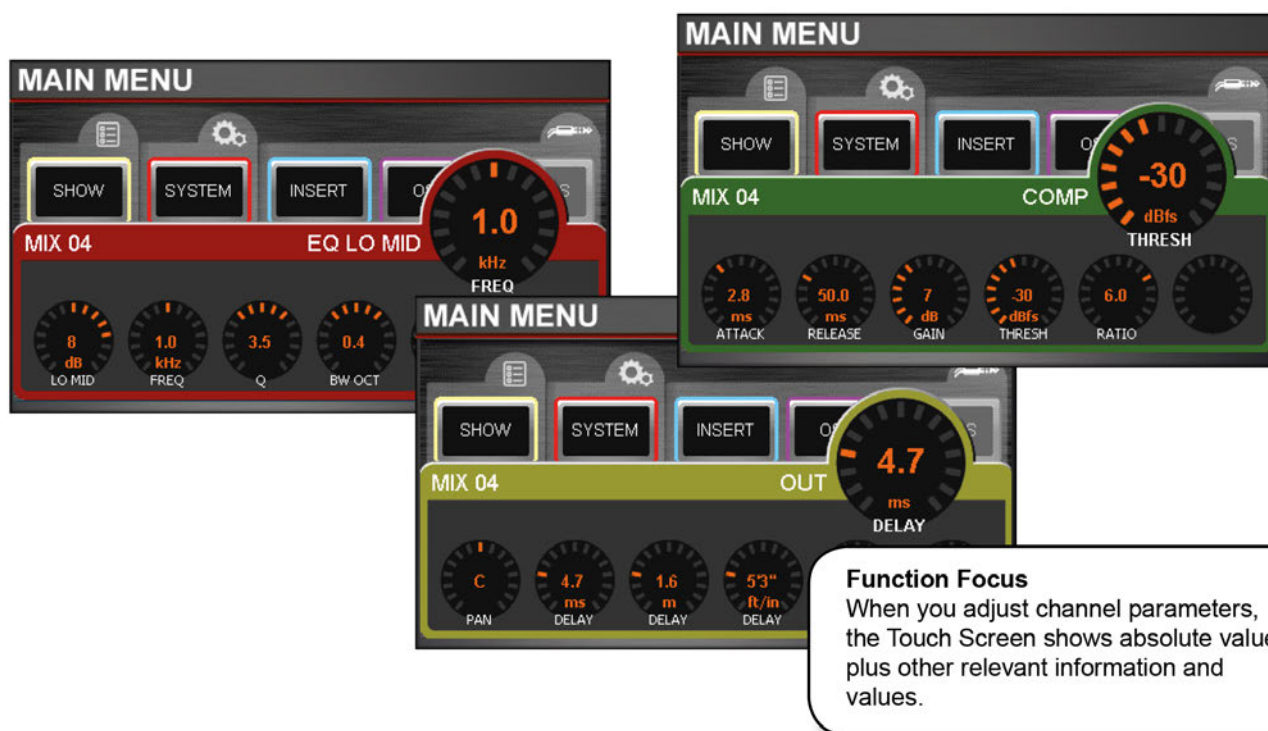 MAIN MENU
SHOW SYSTEM INSERT
MIX 04 EQ LO MID
1.0
kHz
FREQ
8 1.0 3.5 0.4
dB kHz
LO MID FREQ Q BW OCT
MAIN MENU
SHOW SYSTEM INSERT
MIX 04 COMP
-30
dBfs
THRESH
2.8 50.0 7 -30 6.0
ms ms dB dBfs
ATTACK RELEASE GAIN THRESH RATIO
MAIN MENU
SHOW SYSTEM INSERT
MIX 04 OUT
4.7
ms
DELAY
C 4.7 1.6 5'3"
ms m ft/in
PAN DELAY DELAY DELAY
Function Focus
When you adjust channel parameters,
the Touch Screen shows absolute value
plus other relevant information and
values.